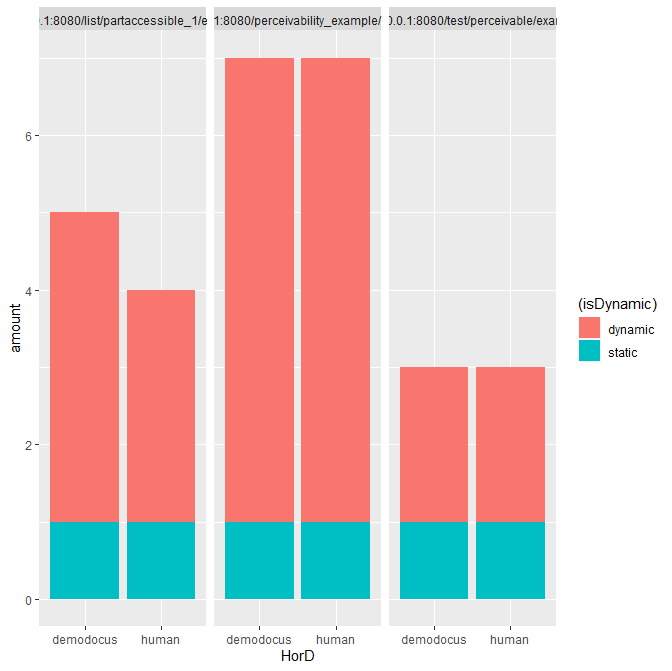 .1:8080/list/partaccessible_1/e
1:8080/perceivability_example/
0.0.1:8080/test/perceivable/exam
6
4
2
0
amount
demodocus human
demodocus human
demodocus human
HorD
(isDynamic)
dynamic
static